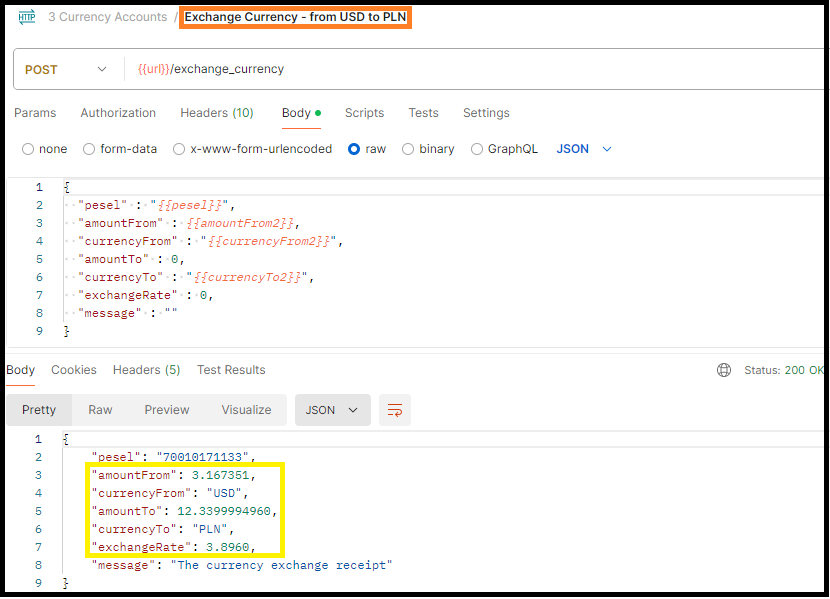 HTTP 3 Currency Accounts / Exchange Currency - from USD to PLN
POST {{url}}/exchange_currency
Params Authorization Headers (10) Body Scripts Tests Settings
none form-data x-www-form-urlencoded raw binary GraphQL JSON
1 {
2 "pesel" : "{{pesel}}",
3 "amountFrom" : {{amountFrom2}},
4 "currencyFrom" : "{{currencyFrom2}}",
5 "amountTo" : 0,
6 "currencyTo" : "{{currencyTo2}}",
7 "exchangeRate" : 0,
8 "message" : ""
9 }
Body Cookies Headers (5) Test Results Status: 200 OK
Pretty Raw Preview Visualize JSON
1 {
2 "pesel": "70010171133",
3 "amountFrom": 3.167351,
4 "currencyFrom": "USD",
5 "amountTo": 12.3399994960,
6 "currencyTo": "PLN",
7 "exchangeRate": 3.8960,
8 "message": "The currency exchange receipt"
9 }